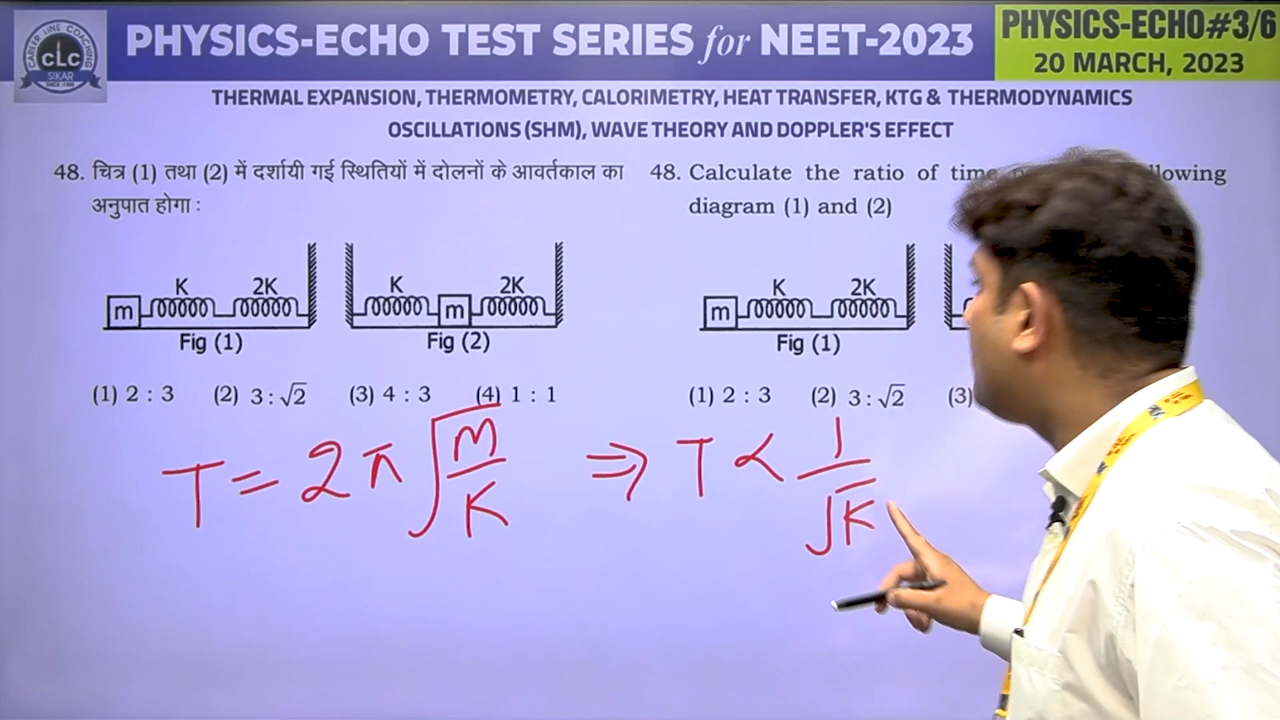 CAREER LINE COACHING
CLC
SIKAR
SINCE : 1996
PHYSICS-ECHO TEST SERIES for NEET-2023
PHYSICS-ECHO#3/6
20 MARCH, 2023
THERMAL EXPANSION, THERMOMETRY, CALORIMETRY, HEAT TRANSFER, KTG & THERMODYNAMICS
OSCILLATIONS (SHM), WAVE THEORY AND DOPPLER'S EFFECT
48. चित्र (1) तथा (2) में दर्शायी गई स्थितियों में दोलनों के आवर्तकाल का
अनुपात होगा :
K 2K K 2K
m m
Fig (1) Fig (2)
(1) 2 : 3 (2) 3 : √2 (3) 4 : 3 (4) 1 : 1
48. Calculate the ratio of time llowing
diagram (1) and (2)
K 2K
m
Fig (1)
(1) 2 : 3 (2) 3 : √2 (3)
T = 2π √(m/K) ⇒ T ∝ 1/√K